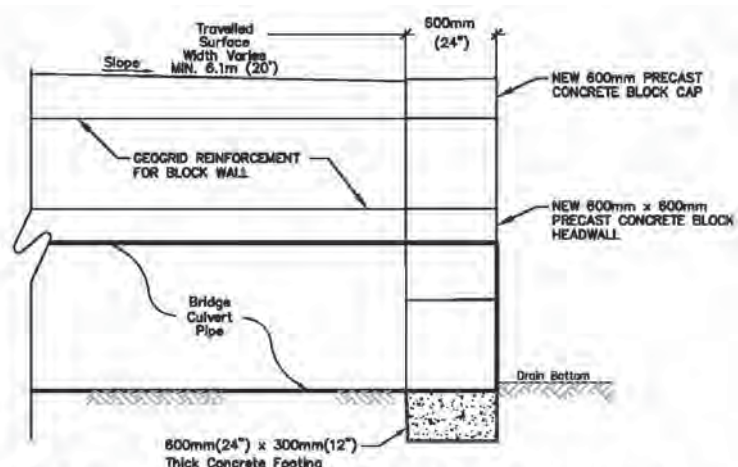 Travelled
Surface
Width Varies
MIN. 6.1m (20")
Slope
600mm
(24")
NEW 600mm PRECAST
CONCRETE BLOCK CAP
GEOGRID REINFORCEMENT
FOR BLOCK WALL
NEW 600mm x 600mm
PRECAST CONCRETE BLOCK
HEADWALL
Bridge
Culvert
Pipe
Drain Bottom
600mm(24") x 300mm(12")
Thick Concrete Footing